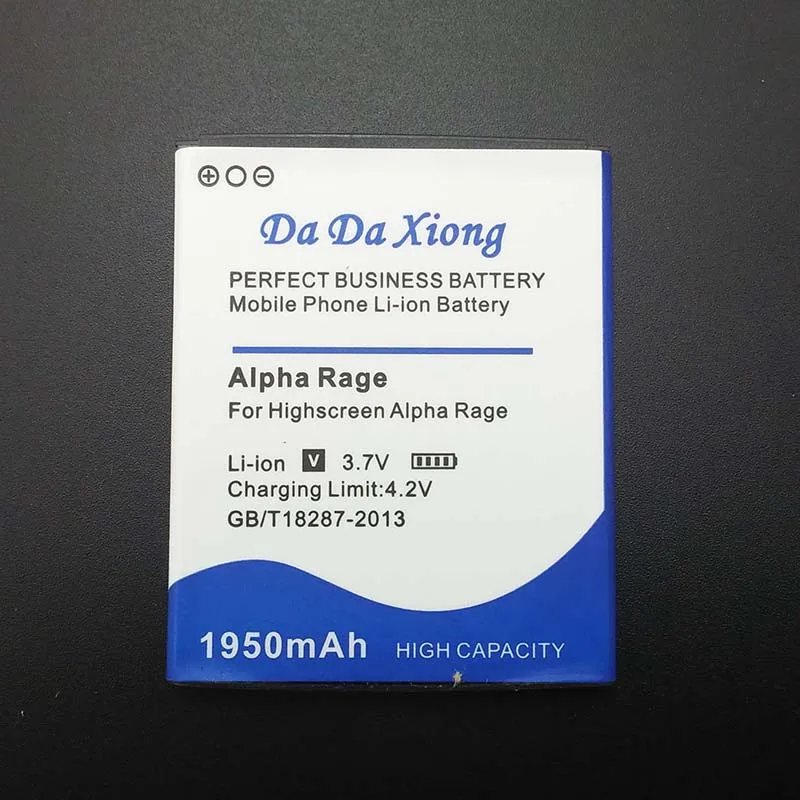 Da Da Xiong
PERFECT BUSINESS BATTERY
Mobile Phone Li-ion Battery
Alpha Rage
For Highscreen Alpha Rage
Li-ion V 3.7V
Charging Limit:4.2V
GB/T18287-2013
1950mAh HIGH CAPACITY